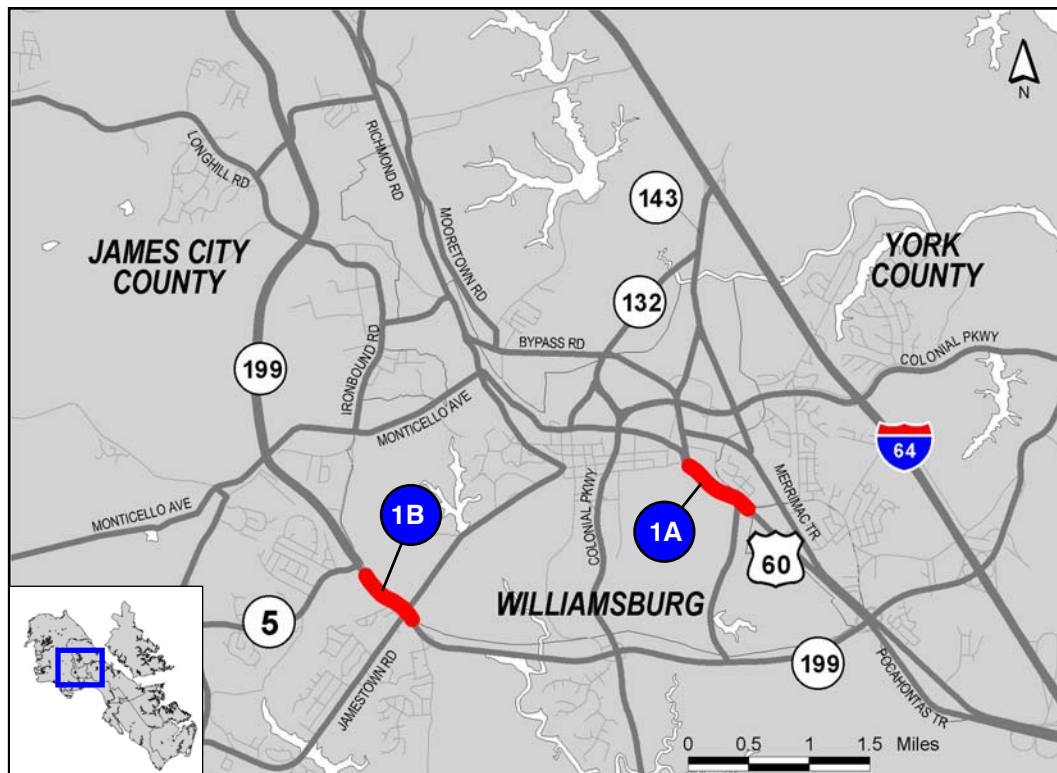 N
LONGHILL RD
RICHMOND RD
143
JAMES CITY
COUNTY
MOORETOWN RD
YORK
COUNTY
132
BYPASS RD
COLONIAL PKWY
199
IRONBOUND RD
MONTICELLO AVE
64
MONTICELLO AVE
1B
COLONIAL PKWY
1A
MERRIMAC TR
60
WILLIAMSBURG
5
199
JAMESTOWN RD
POCAHONTAS TR
0 0.5 1 1.5 Miles